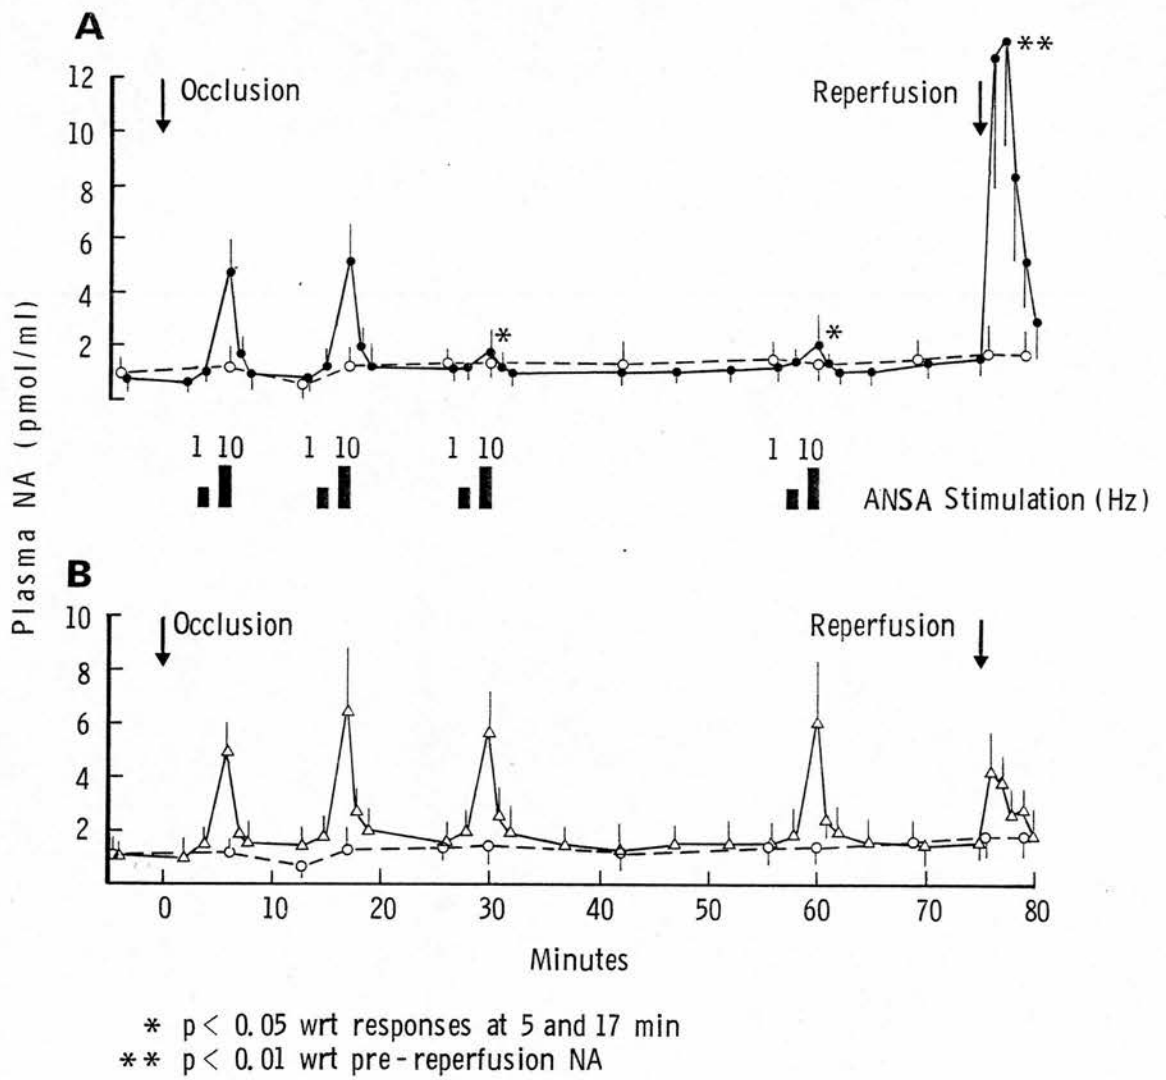 A
12
Occlusion
Reperfusion
**
10
8
6
4
2
*
*
1 10
1 10
1 10
1 10
ANSA Stimulation (Hz)
Plasma NA (pmol/ml)
B
10
Occlusion
Reperfusion
8
6
4
2
0 10 20 30 40 50 60 70 80
Minutes
* p < 0.05 wrt responses at 5 and 17 min
** p < 0.01 wrt pre-reperfusion NA